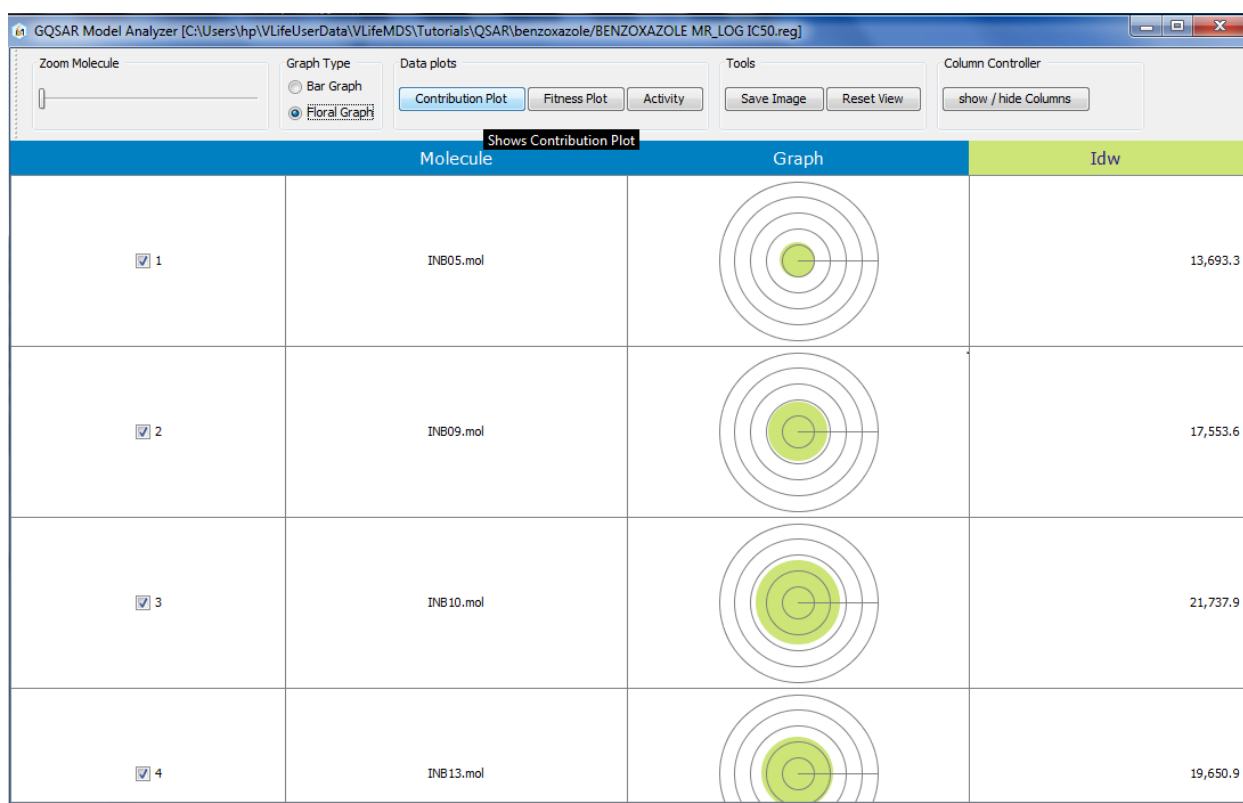 GQSAR Model Analyzer [C:\Users\hp\VLifeUserData\VLifeMDS\Tutorials\QSAR\benzoxazole/BENZOXAZOLE MR_LOG IC50.reg]
Zoom Molecule Graph Type Data plots Tools Column Controller
Bar Graph
Floral Graph
Contribution Plot Fitness Plot Activity Save Image Reset View show / hide Columns
Shows Contribution Plot
Molecule Graph Idw
1 INB05.mol 13,693.3
2 INB09.mol 17,553.6
3 INB10.mol 21,737.9
4 INB13.mol 19,650.9